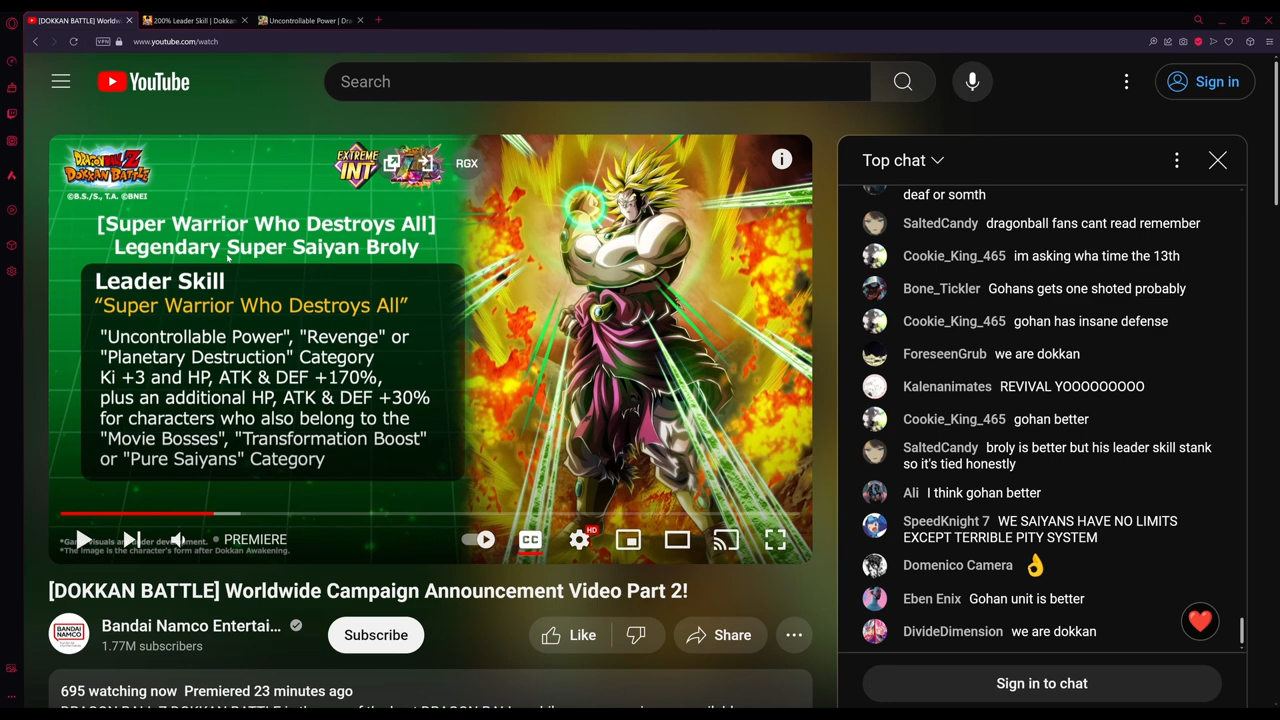 [DOKKAN BATTLE] Worldw
200% Leader Skill | Dokkan
Uncontrollable Power | Dra
VPN
www.youtube.com/watch
YouTube
Search
Sign in
DRAGONBALL Z
DOKKAN BATTLE
©B.S./S., T.A. ©BNEI
EXTREME
INT
RGX
[Super Warrior Who Destroys All]
Legendary Super Saiyan Broly
Leader Skill
“Super Warrior Who Destroys All”
"Uncontrollable Power", "Revenge" or
"Planetary Destruction" Category
Ki +3 and HP, ATK & DEF +170%,
plus an additional HP, ATK & DEF +30%
for characters who also belong to the
"Movie Bosses", "Transformation Boost"
or "Pure Saiyans" Category
PREMIERE
CC
HD
*The image is the character's form after Dokkan Awakening.
[DOKKAN BATTLE] Worldwide Campaign Announcement Video Part 2!
BANDAI
NAMCO
Bandai Namco Entertai...
1.77M subscribers
Subscribe
Like
Share
695 watching now Premiered 23 minutes ago
Top chat
deaf or somth
SaltedCandy dragonball fans cant read remember
Cookie_King_465 im asking wha time the 13th
Bone_Tickler Gohans gets one shoted probably
Cookie_King_465 gohan has insane defense
ForeseenGrub we are dokkan
Kalenanimates REVIVAL YOOOOOOOOO
Cookie_King_465 gohan better
SaltedCandy broly is better but his leader skill stank
so it's tied honestly
Ali I think gohan better
SpeedKnight 7 WE SAIYANS HAVE NO LIMITS
EXCEPT TERRIBLE PITY SYSTEM
Domenico Camera 👌
Eben Enix Gohan unit is better
DivideDimension we are dokkan
Sign in to chat